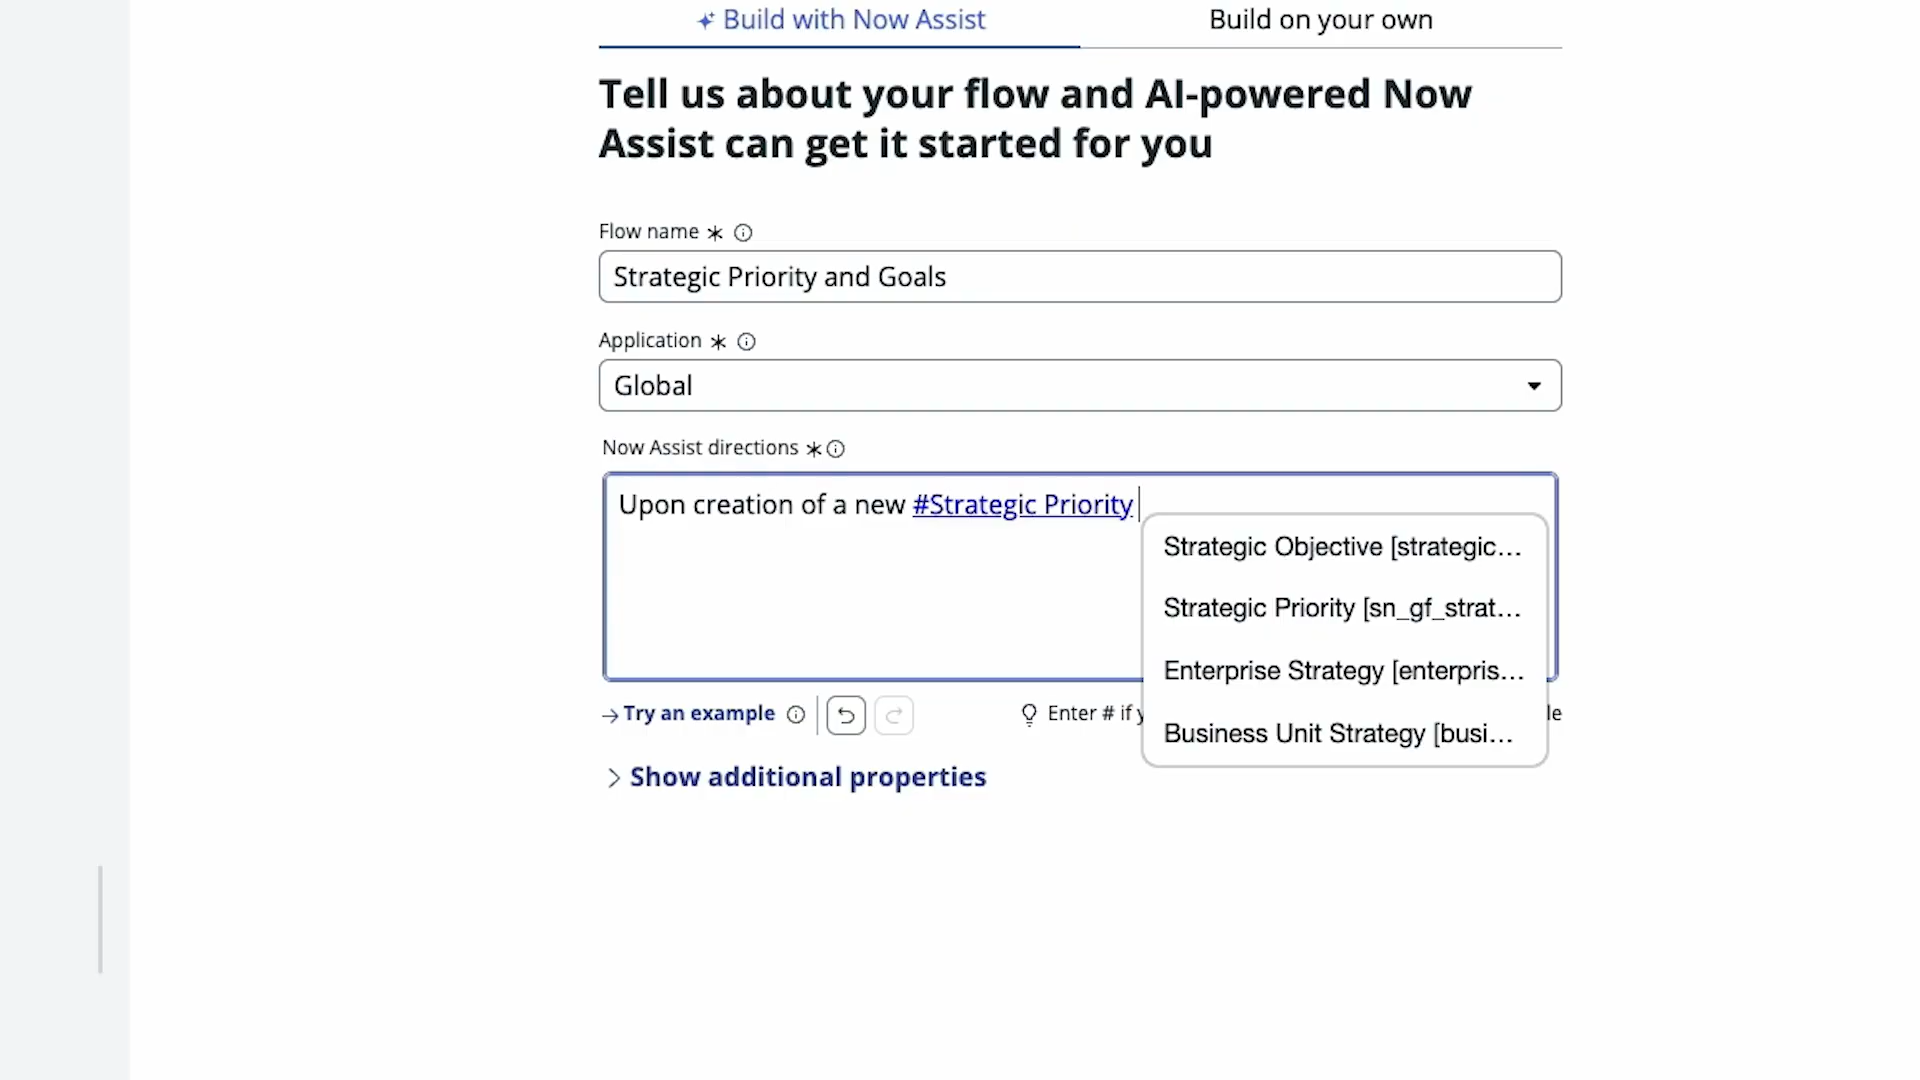 Build with Now Assist
Build on your own
Tell us about your flow and AI-powered Now
Assist can get it started for you
Flow name *
Strategic Priority and Goals
Application *
Global
Now Assist directions *
Upon creation of a new #Strategic Priority
Strategic Objective [strategic...
Strategic Priority [sn_gf_strat...
Enterprise Strategy [enterpris...
Business Unit Strategy [busi...
Try an example
Enter # if
Show additional properties